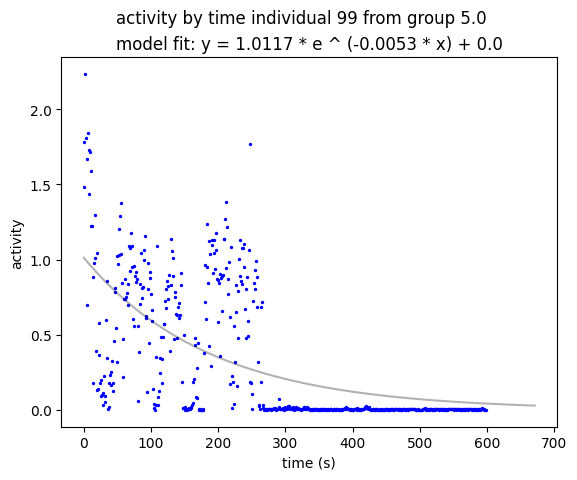 activity by time individual 99 from group 5.0
model fit: y = 1.0117 * e ^ (-0.0053 * x) + 0.0
2.0
1.5
1.0
0.5
0.0
activity
0 100 200 300 400 500 600 700
time (s)